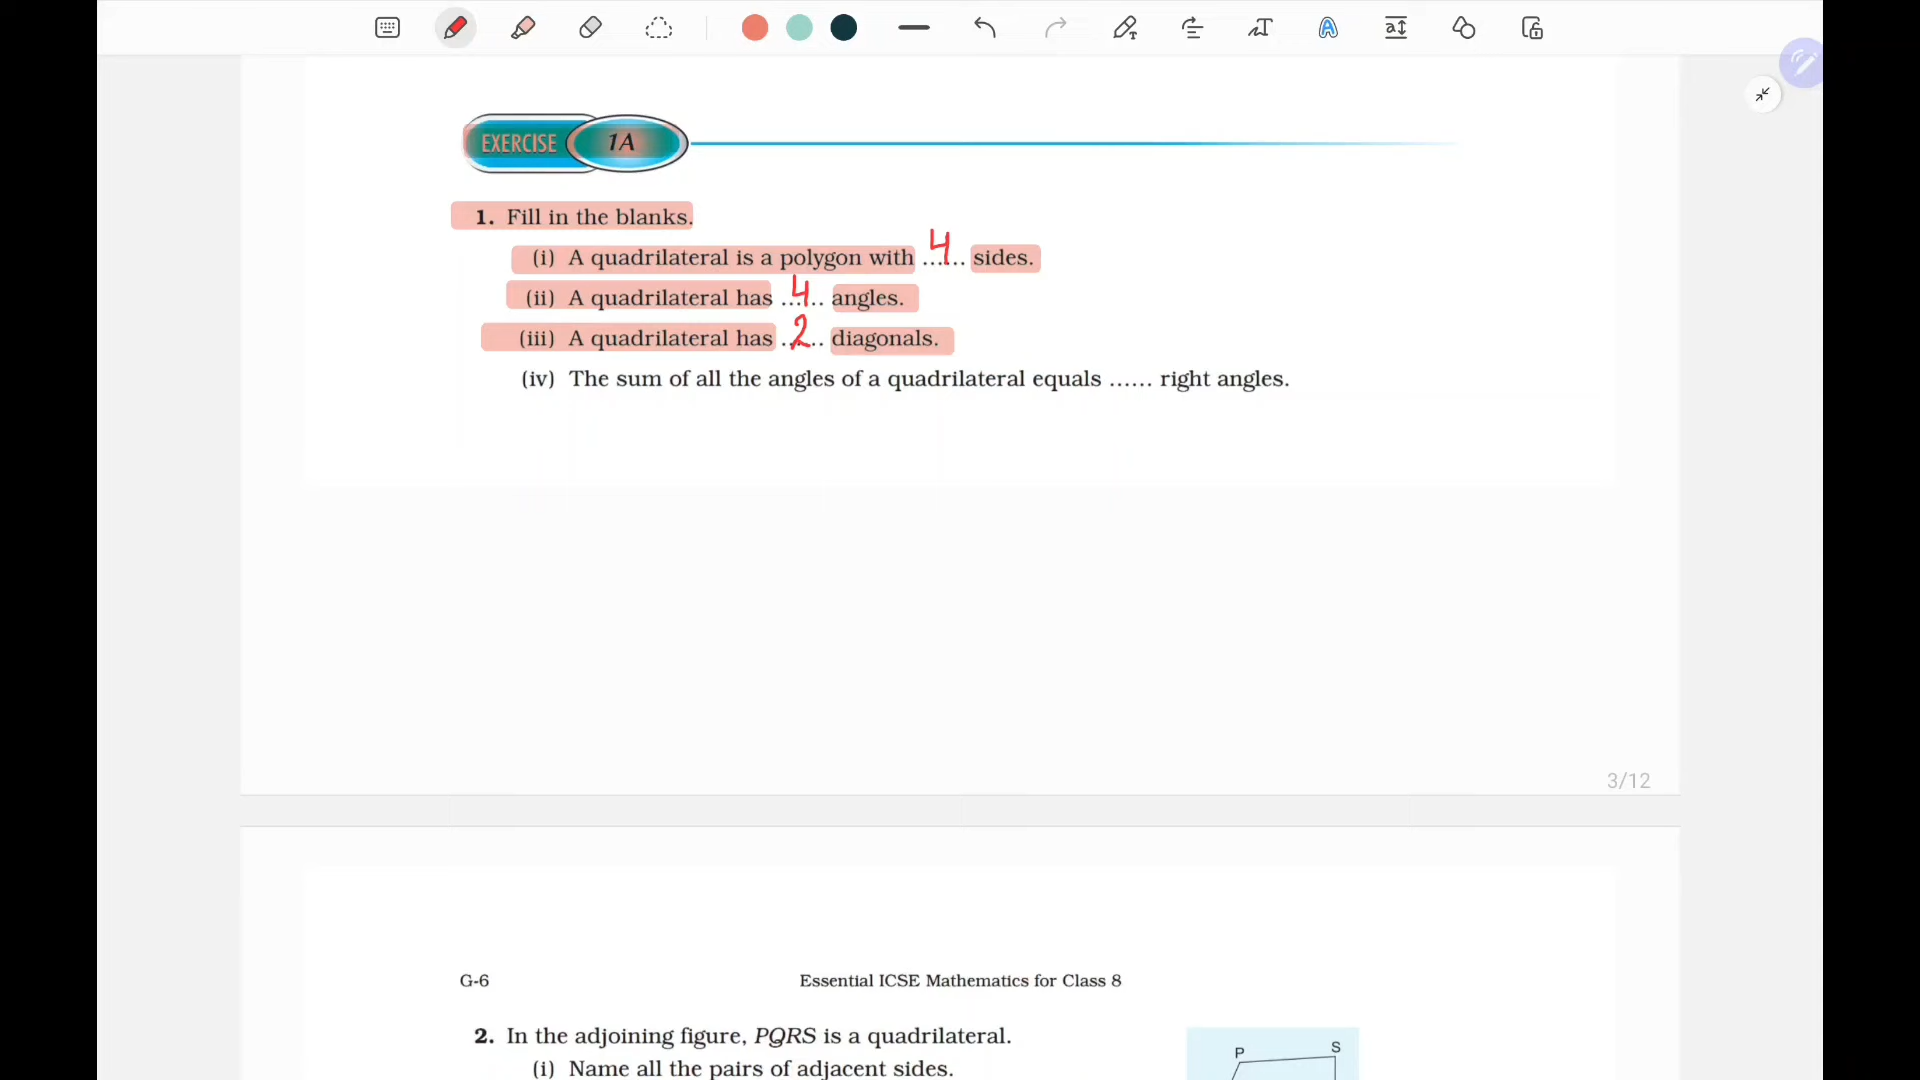 EXERCISE 1A
1. Fill in the blanks.
(i) A quadrilateral is a polygon with ...4... sides.
(ii) A quadrilateral has ...4... angles.
(iii) A quadrilateral has ...2... diagonals.
(iv) The sum of all the angles of a quadrilateral equals ...... right angles.
3/12
G-6 Essential ICSE Mathematics for Class 8
2. In the adjoining figure, PQRS is a quadrilateral.
P S
(i) Name all the pairs of adjacent sides.